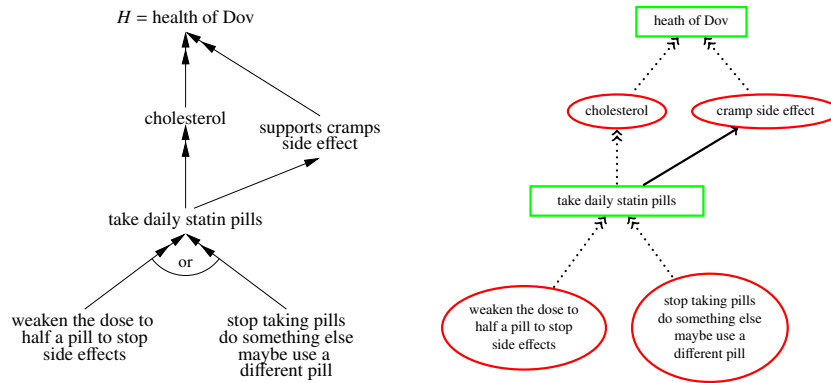 H = health of Dov
cholesterol
supports cramps
side effect
take daily statin pills
or
weaken the dose to
half a pill to stop
side effects
stop taking pills
do something else
maybe use a
different pill
heath of Dov
cholesterol
cramp side effect
take daily statin pills
weaken the dose to
half a pill to stop
side effects
stop taking pills
do something else
maybe use a
different pill